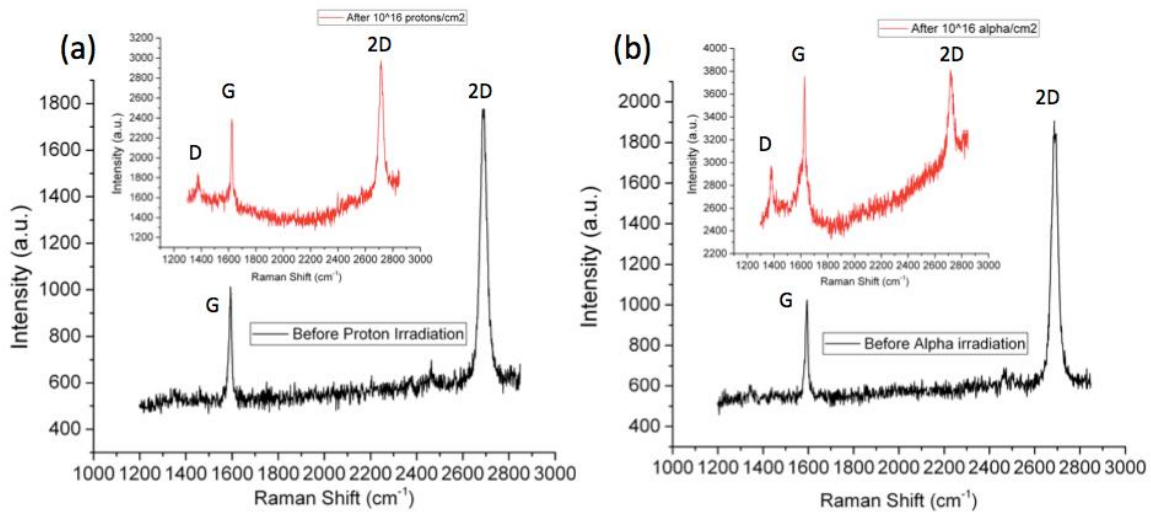 (a)
After 10^16 protons/cm2
2D
G
D
Intensity (a.u.)
3200
3000
2800
2600
2400
2200
2000
1800
1600
1400
1200
1200 1400 1600 1800 2000 2200 2400 2600 2800 3000
Raman Shift (cm-1)
2D
G
Before Proton Irradiation
Intensity (a.u.)
1800
1600
1400
1200
1000
800
600
400
1000 1200 1400 1600 1800 2000 2200 2400 2600 2800 3000
Raman Shift (cm-1)
(b)
After 10^16 alpha/cm2
2D
G
D
Intensity (a.u.)
4000
3800
3600
3400
3200
3000
2800
2600
2400
2200
1200 1400 1600 1800 2000 2200 2400 2600 2800 3000
Raman Shift (cm-1)
2D
G
Before Alpha irradiation
Intensity (a.u.)
2000
1800
1600
1400
1200
1000
800
600
400
1000 1200 1400 1600 1800 2000 2200 2400 2600 2800 3000
Raman Shift (cm-1)